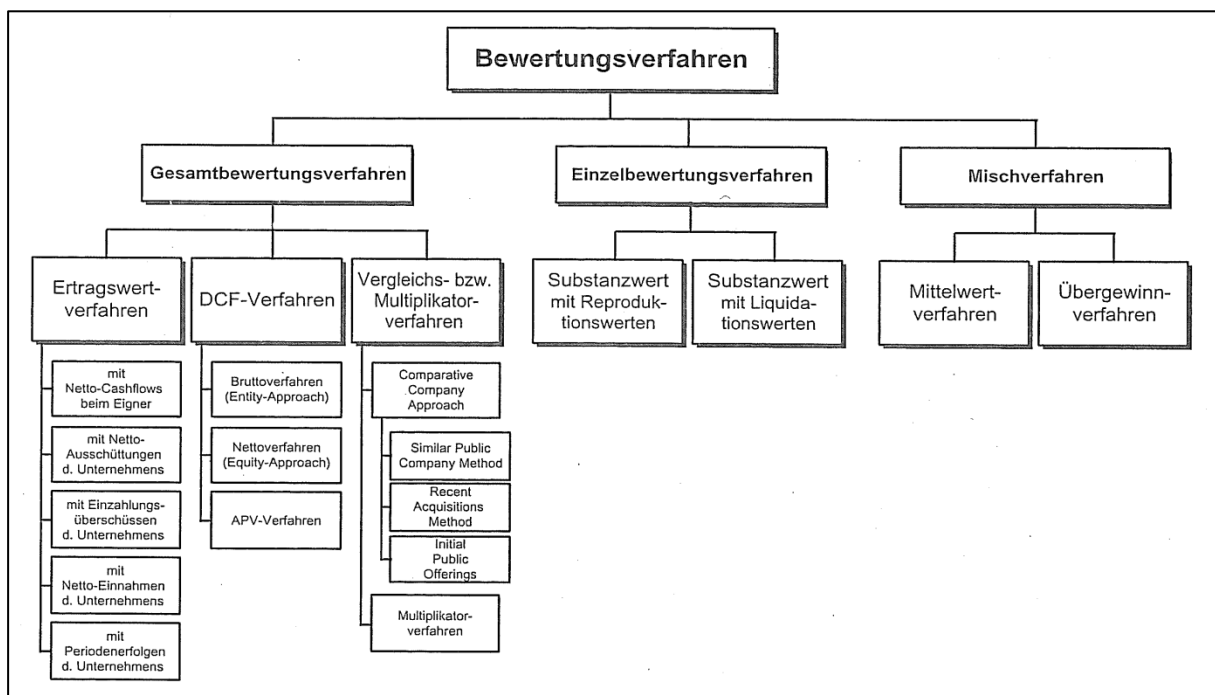 Bewertungsverfahren
Gesamtbewertungsverfahren
Einzelbewertungsverfahren
Mischverfahren
Ertragswert-
verfahren
DCF-Verfahren
Vergleichs- bzw.
Multiplikator-
verfahren
Substanzwert
mit Reproduk-
tionswerten
Substanzwert
mit Liquida-
tionswerten
Mittelwert-
verfahren
Übergewinn-
verfahren
mit
Netto-Cashflows
beim Eigner
mit Netto-
Ausschüttungen
d. Unternehmens
mit Einzahlungs-
überschüssen
d. Unternehmens
mit
Netto-Einnahmen
d. Unternehmens
mit
Periodenerfolgen
d. Unternehmens
Bruttoverfahren
(Entity-Approach)
Nettoverfahren
(Equity-Approach)
APV-Verfahren
Comparative
Company
Approach
Similar Public
Company Method
Recent
Acquisitions
Method
Initial
Public
Offerings
Multiplikator-
verfahren